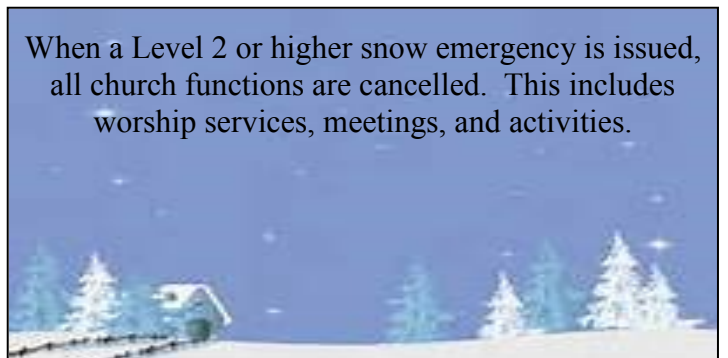 When a Level 2 or higher snow emergency is issued,
all church functions are cancelled.  This includes
worship services, meetings, and activities.